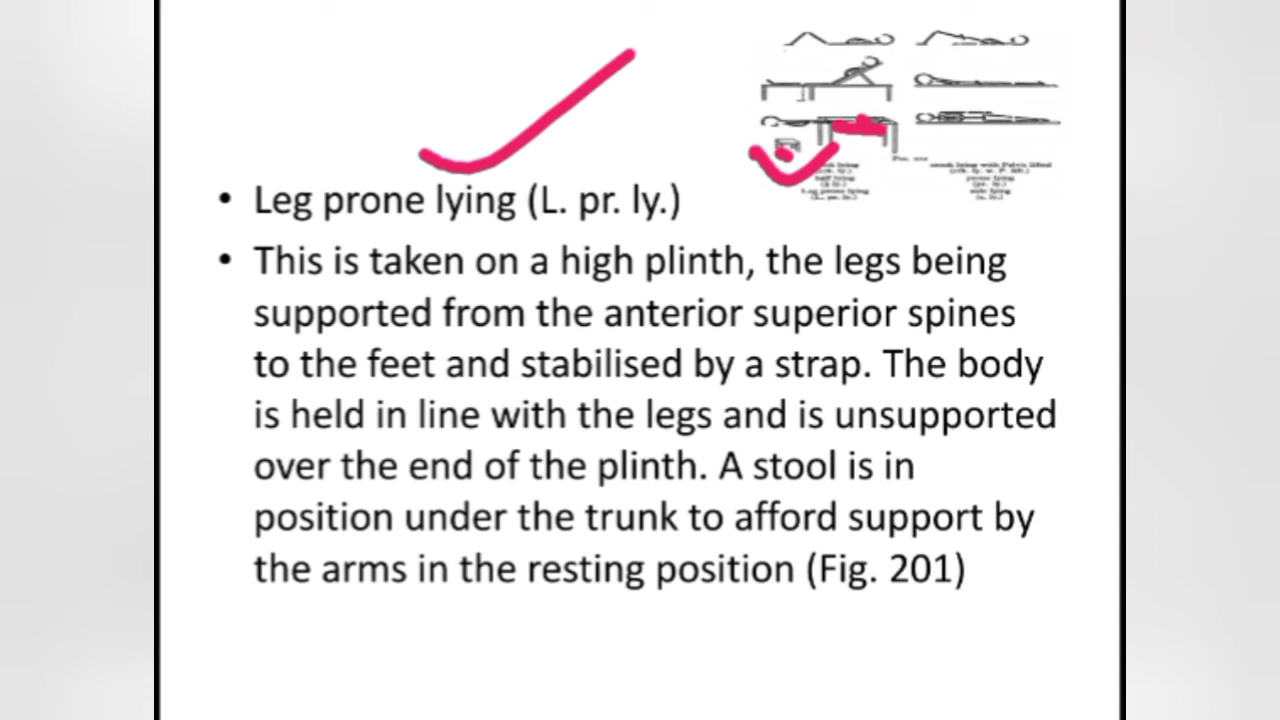 • Leg prone lying (L. pr. ly.)
• This is taken on a high plinth, the legs being
supported from the anterior superior spines
to the feet and stabilised by a strap. The body
is held in line with the legs and is unsupported
over the end of the plinth. A stool is in
position under the trunk to afford support by
the arms in the resting position (Fig. 201)